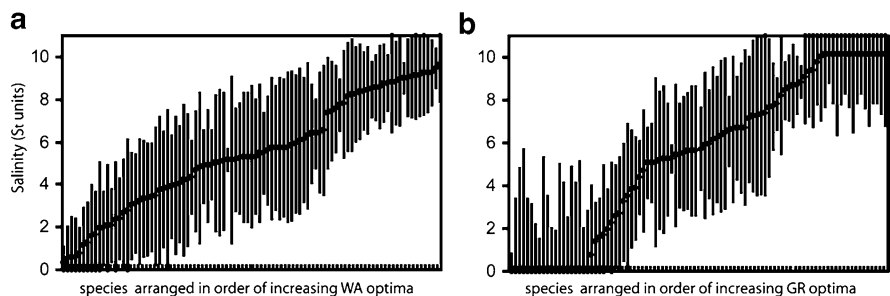 a
b
10
8
6
4
2
0
Salinity (St units)
species arranged in order of increasing WA optima
10
8
6
4
2
0
species arranged in order of increasing GR optima